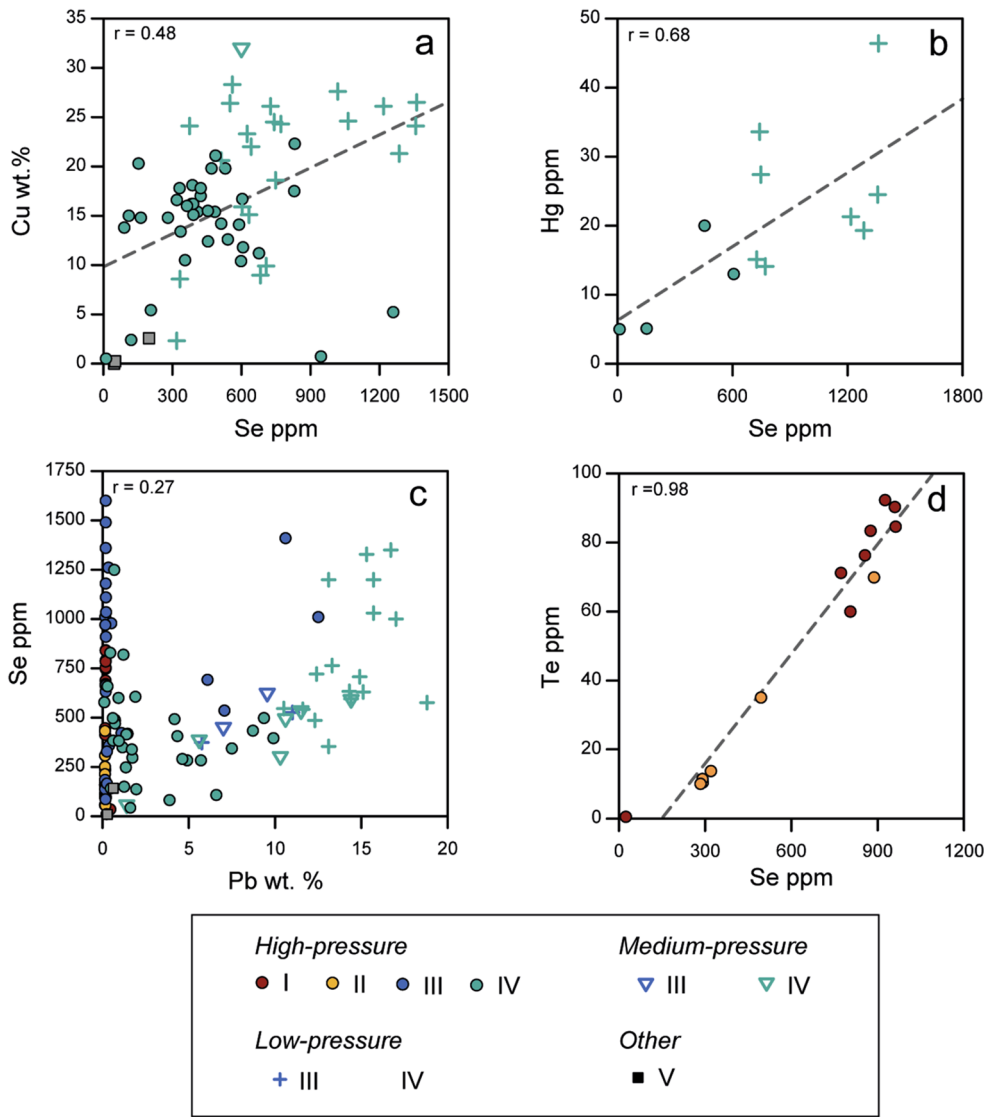 r = 0.48
a
35
30
25
20
15
10
5
0
Cu wt.%
0 300 600 900 1200 1500
Se ppm
r = 0.68
b
50
40
30
20
10
0
Hg ppm
0 600 1200 1800
Se ppm
r = 0.27
c
1750
1500
1250
1000
750
500
250
0
Se ppm
0 5 10 15 20
Pb wt. %
r =0.98
d
100
80
60
40
20
0
Te ppm
0 300 600 900 1200
Se ppm
High-pressure
I II III IV
Medium-pressure
III IV
Low-pressure
III IV
Other
V